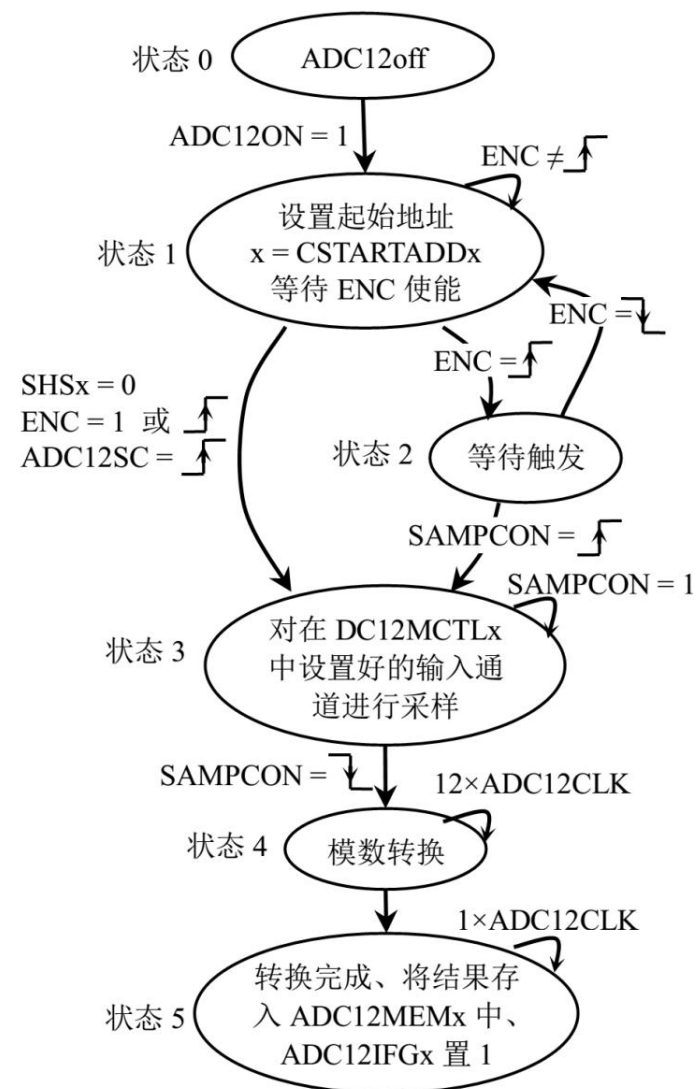 状态 0
ADC12off
ADC12ON = 1
ENC ≠
状态 1
设置起始地址
x = CSTARTADDx
等待 ENC 使能
ENC =
ENC =
SHSx = 0
ENC = 1 或
ADC12SC =
状态 2
等待触发
SAMPCON =
SAMPCON = 1
状态 3
对在 DC12MCTLx
中设置好的输入通
道进行采样
SAMPCON =
12×ADC12CLK
状态 4
模数转换
1×ADC12CLK
状态 5
转换完成、将结果存
入 ADC12MEMx 中、
ADC12IFGx 置 1